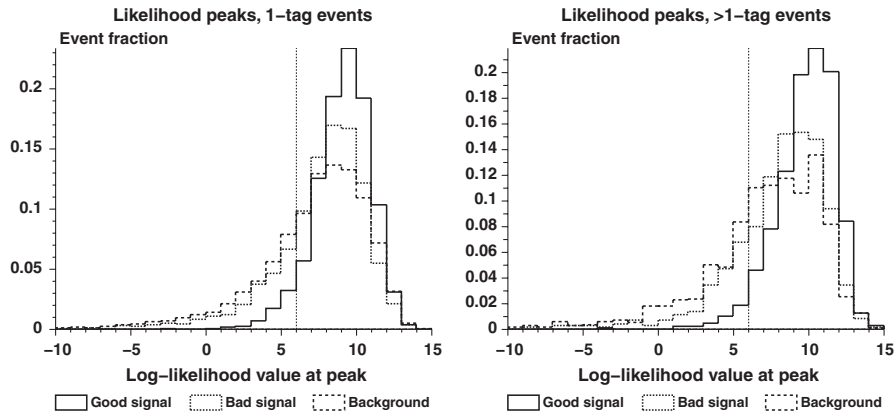 Likelihood peaks, 1-tag events
Event fraction
0.2
0.15
0.1
0.05
0
−10 −5 0 5 10 15
Log−likelihood value at peak
Good signal Bad signal Background
Likelihood peaks, >1-tag events
Event fraction
0.2
0.18
0.16
0.14
0.12
0.1
0.08
0.06
0.04
0.02
0
−10 −5 0 5 10 15
Log−likelihood value at peak
Good signal Bad signal Background